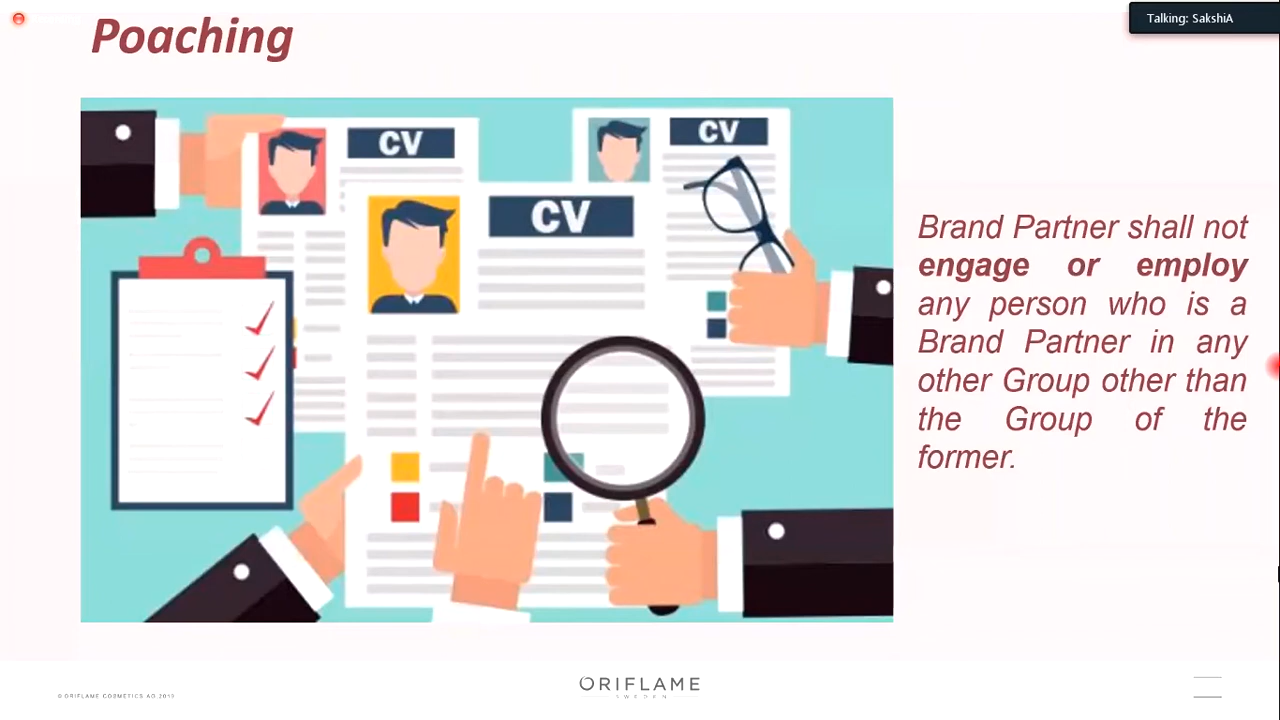 Poaching
Talking: SakshiA
CV
CV
CV
Brand Partner shall not
engage or employ
any person who is a
Brand Partner in any
other Group other than
the Group of the
former.
© ORIFLAME COSMETICS AG 2019
ORIFLAME
SWEDEN